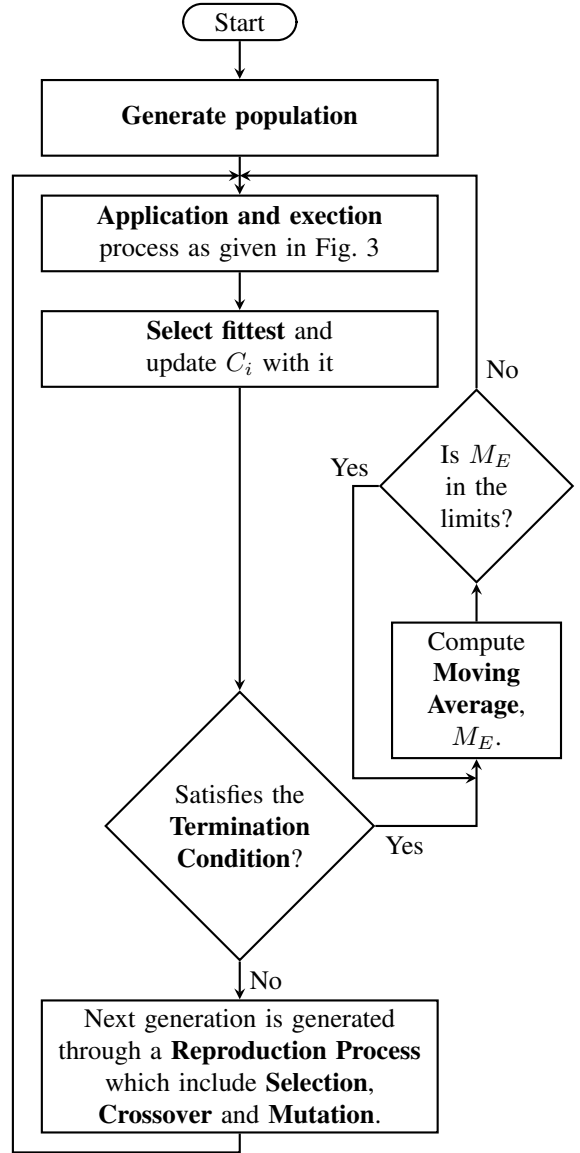 Start
Generate population
Application and exection
process as given in Fig. 3
Select fittest and
update C_i with it
No
Yes
Is M_E
in the
limits?
Compute
Moving
Average,
M_E.
Satisfies the
Termination
Condition?
Yes
No
Next generation is generated
through a Reproduction Process
which include Selection,
Crossover and Mutation.